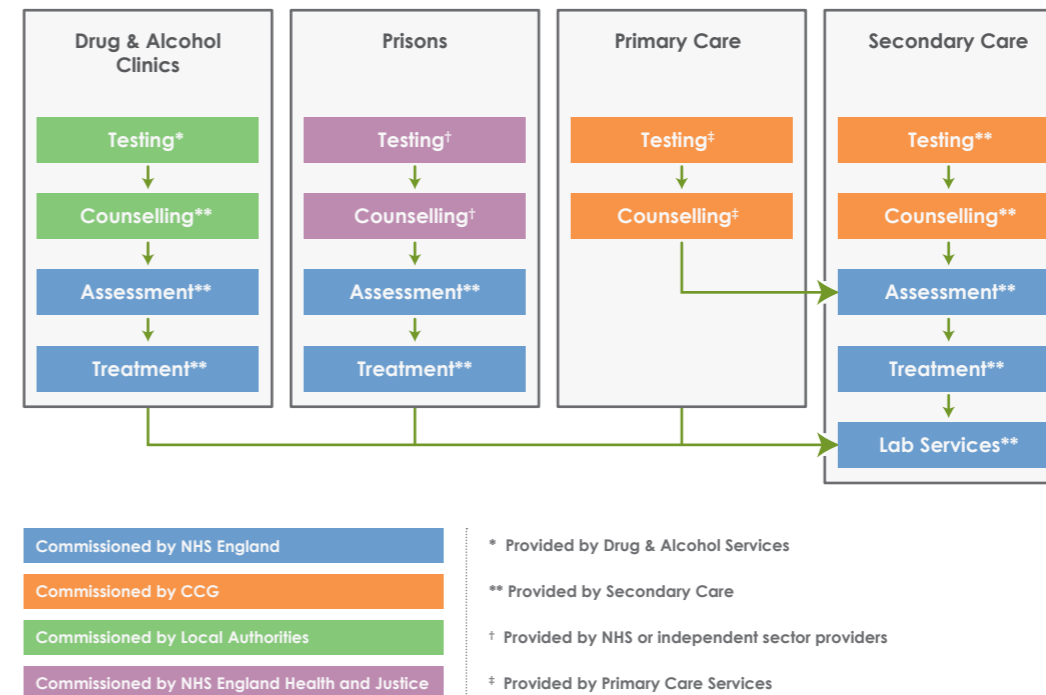 Drug & Alcohol
Clinics
Testing*
Counselling**
Assessment**
Treatment**
Prisons
Testing†
Counselling†
Assessment**
Treatment**
Primary Care
Testing‡
Counselling‡
Secondary Care
Testing**
Counselling**
Assessment**
Treatment**
Lab Services**
Commissioned by NHS England
Commissioned by CCG
Commissioned by Local Authorities
Commissioned by NHS England Health and Justice
* Provided by Drug & Alcohol Services
** Provided by Secondary Care
† Provided by NHS or independent sector providers
‡ Provided by Primary Care Services